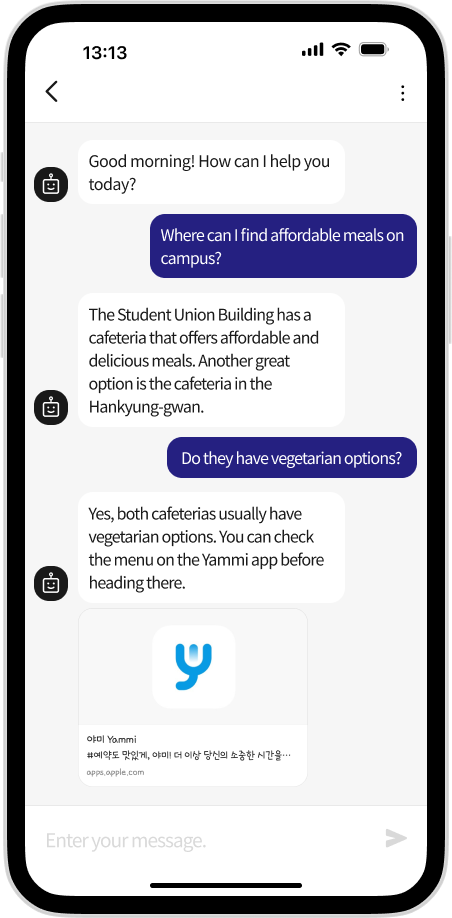 13:13
Good morning! How can I help you
today?
Where can I find affordable meals on
campus?
The Student Union Building has a
cafeteria that offers affordable and
delicious meals. Another great
option is the cafeteria in the
Hankyung-gwan.
Do they have vegetarian options?
Yes, both cafeterias usually have
vegetarian options. You can check
the menu on the Yammi app before
heading there.
야미 Yammi
#예약도 맛있게, 야미! 더 이상 당신의 소중한 시간을…
apps.apple.com
Enter your message.